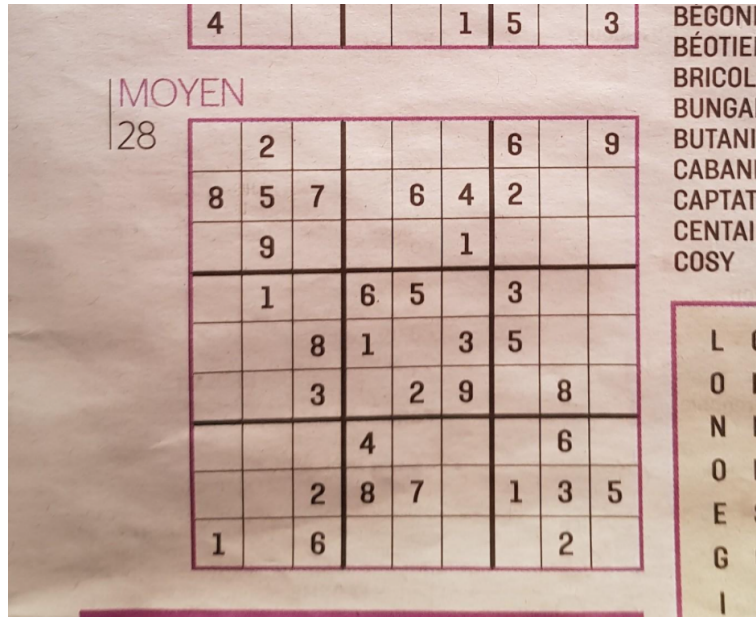 4 1 5 3
MOYEN
28
2 6 9
8 5 7 6 4 2
9 1
1 6 5 3
8 1 3 5
3 2 9 8
4 6
2 8 7 1 3 5
1 6 2
BUTANI
COSY
L
O
N
O
E
G
I